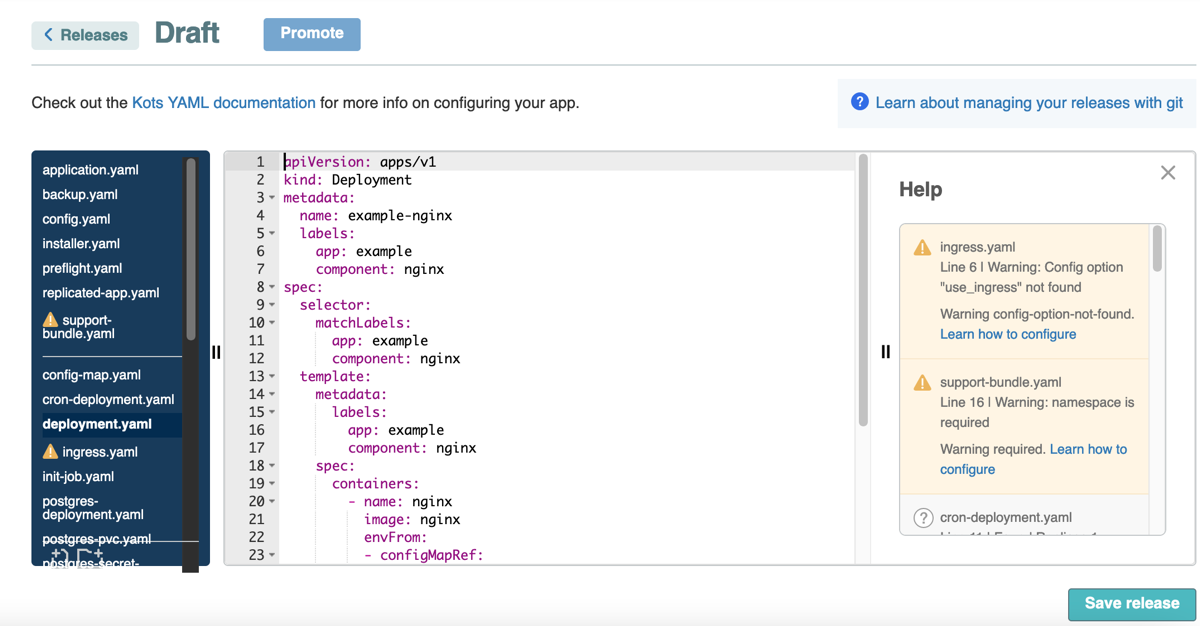 Releases
Draft
Promote
Check out the Kots YAML documentation for more info on configuring your app.
? Learn about managing your releases with git
application.yaml
backup.yaml
config.yaml
installer.yaml
preflight.yaml
replicated-app.yaml
support-
bundle.yaml
config-map.yaml
cron-deployment.yaml
deployment.yaml
ingress.yaml
init-job.yaml
postgres-
deployment.yaml
postgres-pvc.yaml
postgres-secret-
1 apiVersion: apps/v1
2 kind: Deployment
3 metadata:
4 name: example-nginx
5 labels:
6 app: example
7 component: nginx
8 spec:
9 selector:
10 matchLabels:
11 app: example
12 component: nginx
13 template:
14 metadata:
15 labels:
16 app: example
17 component: nginx
18 spec:
19 containers:
20 - name: nginx
21 image: nginx
22 envFrom:
23 - configMapRef:
Help
ingress.yaml
Line 6 | Warning: Config option
"use_ingress" not found
Warning config-option-not-found.
Learn how to configure
support-bundle.yaml
Line 16 | Warning: namespace is
required
Warning required. Learn how to
configure
? cron-deployment.yaml
Save release